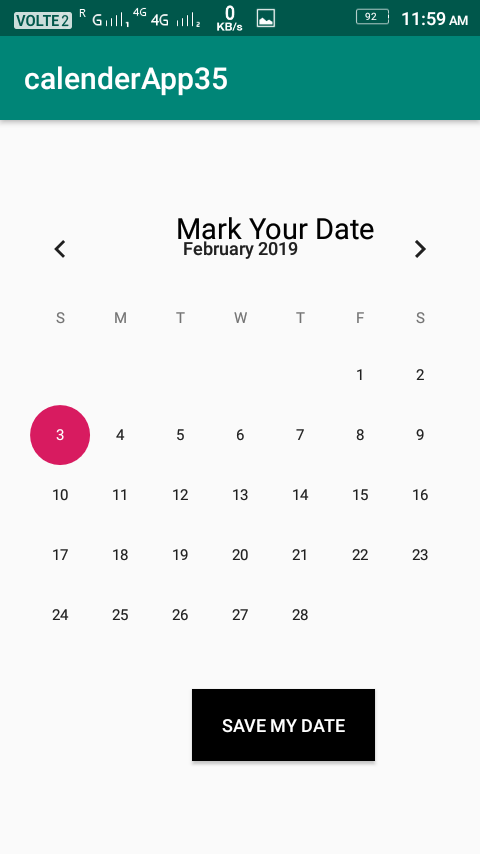 VOLTE 2 R G 1 4G 4G 2 0 KB/s 92 11:59 AM
calenderApp35
Mark Your Date
February 2019
S M T W T F S
1 2
3 4 5 6 7 8 9
10 11 12 13 14 15 16
17 18 19 20 21 22 23
24 25 26 27 28
SAVE MY DATE